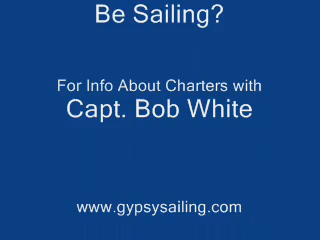 Be Sailing?
For Info About Charters with
Capt. Bob White
www.gypsysailing.com